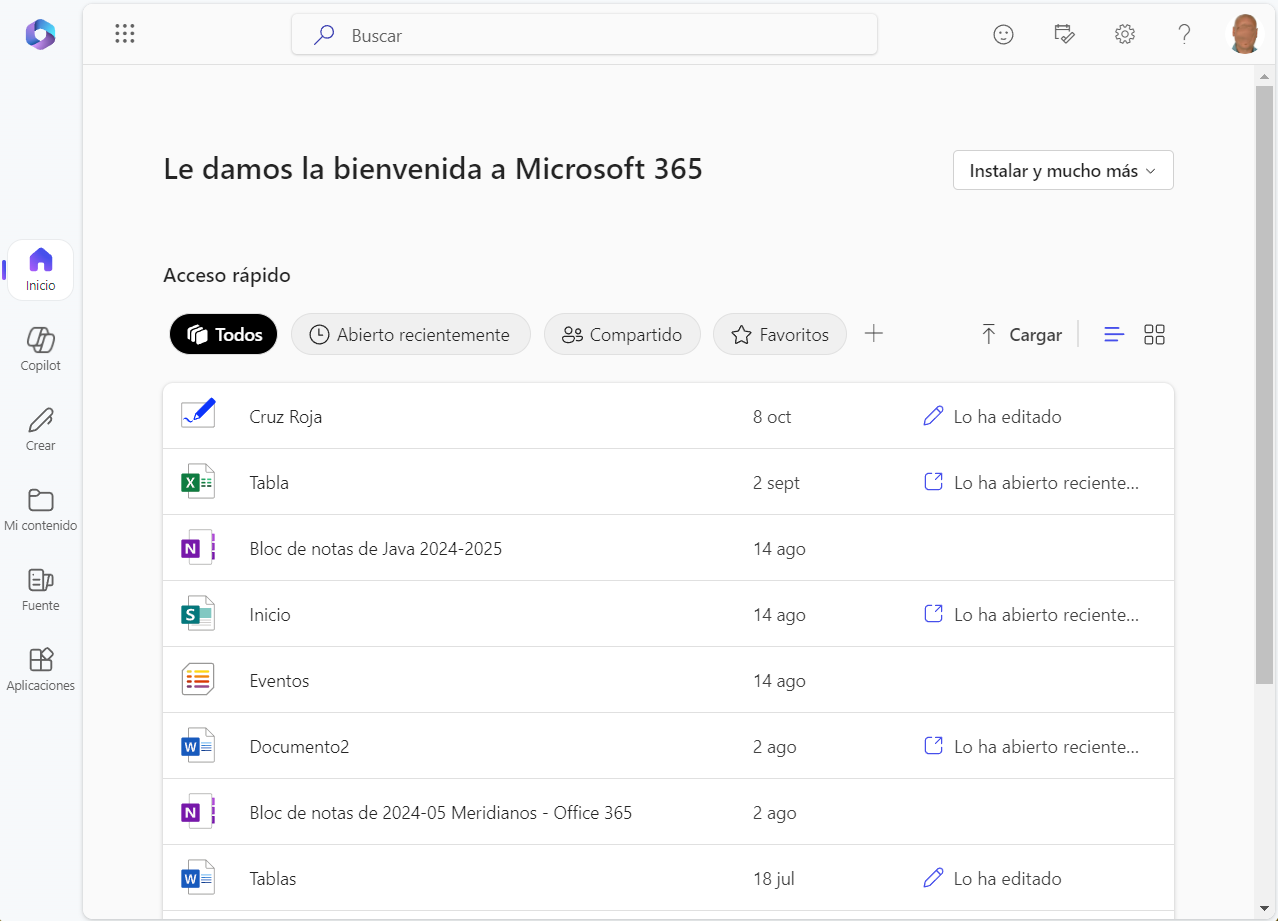 Buscar
Le damos la bienvenida a Microsoft 365
Instalar y mucho más
Inicio
Copilot
Crear
Mi contenido
Fuente
Aplicaciones
Acceso rápido
Todos
Abierto recientemente
Compartido
Favoritos
Cargar
Cruz Roja 8 oct Lo ha editado
Tabla 2 sept Lo ha abierto reciente...
Bloc de notas de Java 2024-2025 14 ago
Inicio 14 ago Lo ha abierto reciente...
Eventos 14 ago
Documento2 2 ago Lo ha abierto reciente...
Bloc de notas de 2024-05 Meridianos - Office 365 2 ago
Tablas 18 jul Lo ha editado